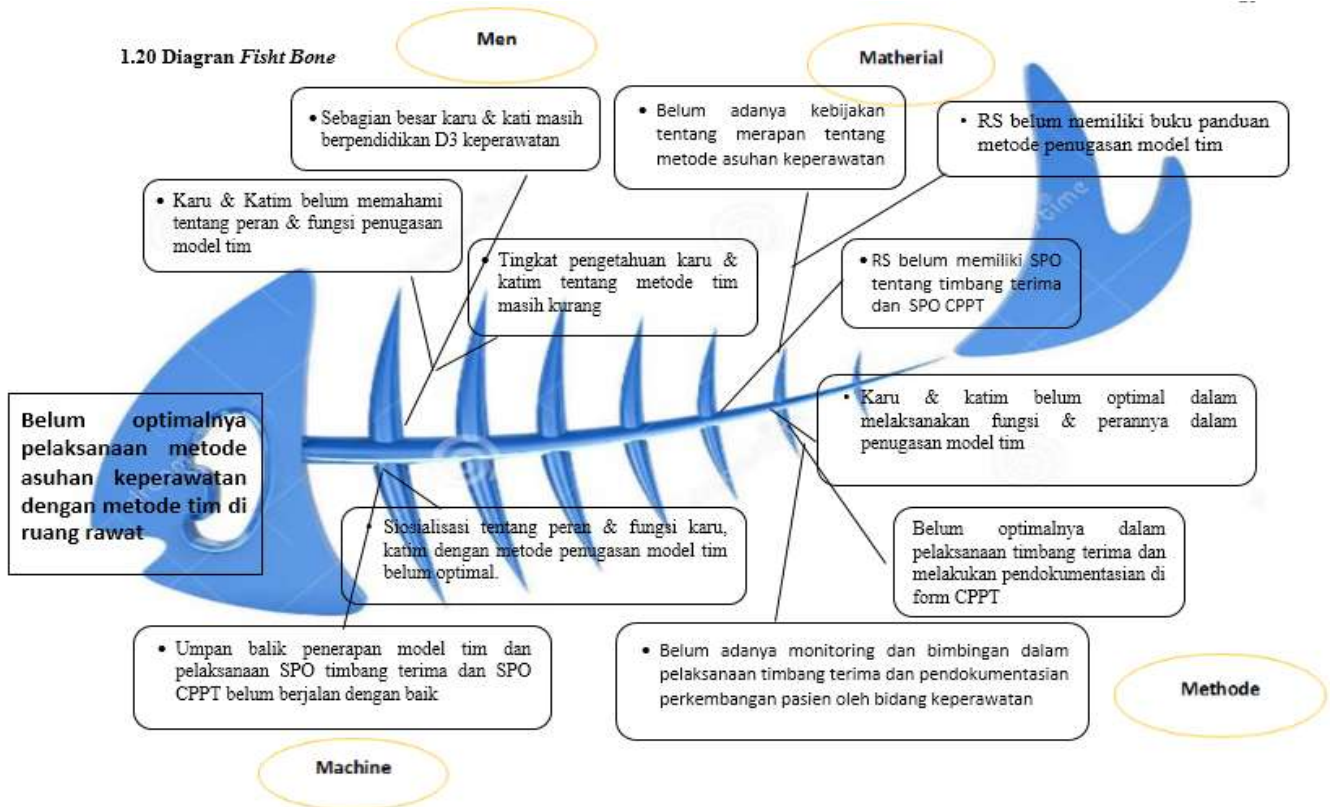 1.20 Diagran Fisht Bone
Men
Matherial
• Sebagian besar karu & kati masih
berpendidikan D3 keperawatan
• Belum adanya kebijakan
tentang merapan tentang
metode asuhan keperawatan
• RS belum memiliki buku panduan
metode penugasan model tim
• Karu & Katim belum memahami
tentang peran & fungsi penugasan
model tim
• Tingkat pengetahuan karu &
katim tentang metode tim
masih kurang
• RS belum memiliki SPO
tentang timbang terima
dan SPO CPPT
Belum optimalnya
pelaksanaan metode
asuhan keperawatan
dengan metode tim di
ruang rawat
• Karu & katim belum optimal dalam
melaksanakan fungsi & perannya dalam
penugasan model tim
• Siosialisasi tentang peran & fungsi karu,
katim dengan metode penugasan model tim
belum optimal.
Belum optimalnya dalam
pelaksanaan timbang terima dan
melakukan pendokumentasian di
form CPPT
• Umpan balik penerapan model tim dan
pelaksanaan SPO timbang terima dan SPO
CPPT belum berjalan dengan baik
• Belum adanya monitoring dan bimbingan dalam
pelaksanaan timbang terima dan pendokumentasian
perkembangan pasien oleh bidang keperawatan
Methode
Machine